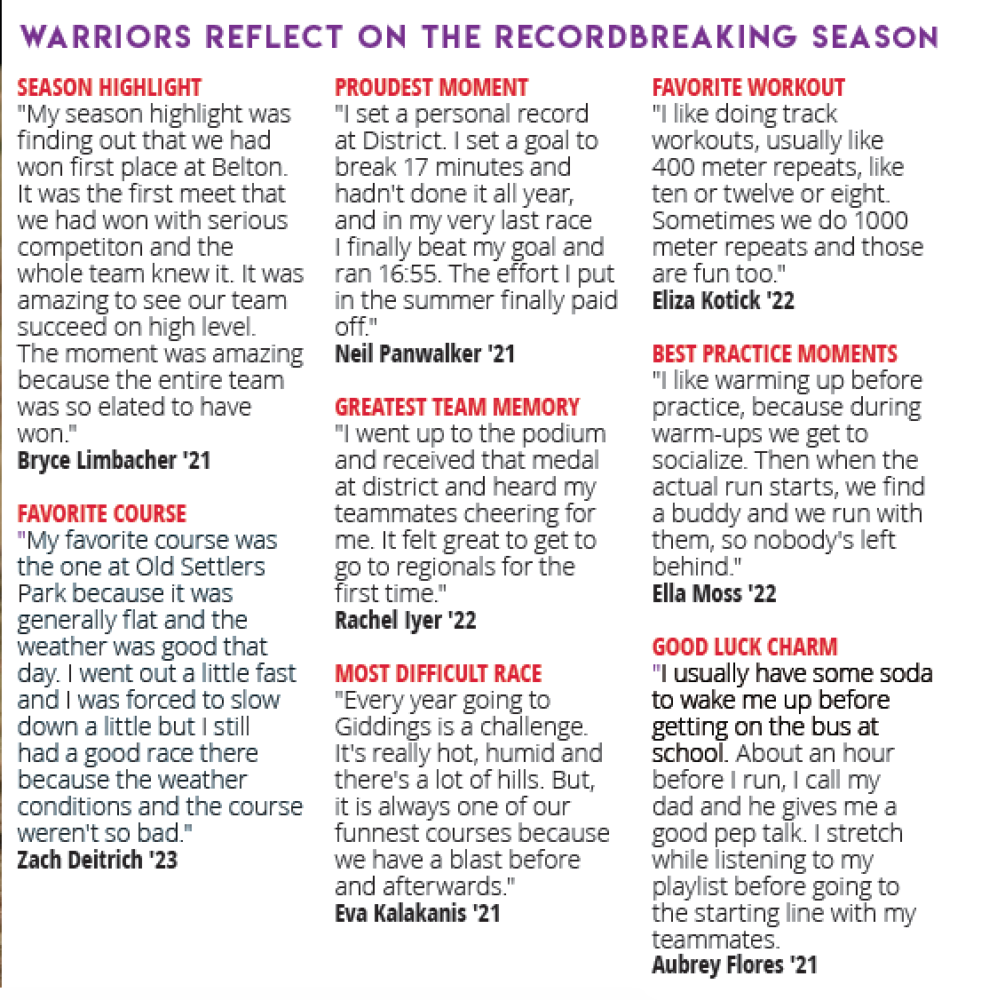 WARRIORS REFLECT ON THE RECORDBREAKING SEASON
SEASON HIGHLIGHT
"My season highlight was
finding out that we had
won first place at Belton.
It was the first meet that
we had won with serious
competiton and the
whole team knew it. It was
amazing to see our team
succeed on high level.
The moment was amazing
because the entire team
was so elated to have
won."
Bryce Limbacher '21
FAVORITE COURSE
"My favorite course was
the one at Old Settlers
Park because it was
generally flat and the
weather was good that
day. I went out a little fast
and I was forced to slow
down a little but I still
had a good race there
because the weather
conditions and the course
weren't so bad."
Zach Deitrich '23
PROUDEST MOMENT
"I set a personal record
at District. I set a goal to
break 17 minutes and
hadn't done it all year,
and in my very last race
I finally beat my goal and
ran 16:55. The effort I put
in the summer finally paid
off."
Neil Panwalker '21
GREATEST TEAM MEMORY
"I went up to the podium
and received that medal
at district and heard my
teammates cheering for
me. It felt great to get to
go to regionals for the
first time."
Rachel Iyer '22
MOST DIFFICULT RACE
"Every year going to
Giddings is a challenge.
It's really hot, humid and
there's a lot of hills. But,
it is always one of our
funnest courses because
we have a blast before
and afterwards."
Eva Kalakanis '21
FAVORITE WORKOUT
"I like doing track
workouts, usually like
400 meter repeats, like
ten or twelve or eight.
Sometimes we do 1000
meter repeats and those
are fun too."
Eliza Kotick '22
BEST PRACTICE MOMENTS
"I like warming up before
practice, because during
warm-ups we get to
socialize. Then when the
actual run starts, we find
a buddy and we run with
them, so nobody's left
behind."
Ella Moss '22
GOOD LUCK CHARM
"I usually have some soda
to wake me up before
getting on the bus at
school. About an hour
before I run, I call my
dad and he gives me a
good pep talk. I stretch
while listening to my
playlist before going to
the starting line with my
teammates.
Aubrey Flores '21